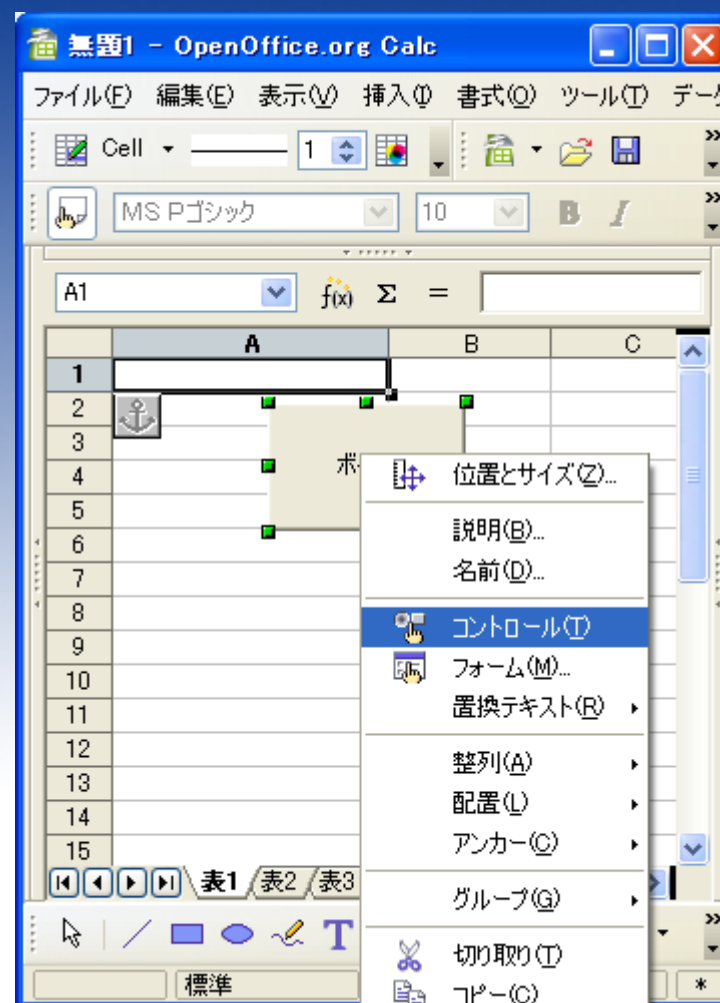 無題1 - OpenOffice.org Calc
ファイル(F) 編集(E) 表示(V) 挿入(I) 書式(O) ツール(T) データ
Cell 1
MS Pゴシック 10 B I
A1 f(x) Σ =
A B C
1
2
3
4
5
6
7
8
9
10
11
12
13
14
15
位置とサイズ(Z)...
説明(B)...
名前(D)...
コントロール(T)
フォーム(M)...
置換テキスト(R)
整列(A)
配置(L)
アンカー(C)
グループ(G)
切り取り(T)
コピー(C)
表1 表2 表3
T
標準 *